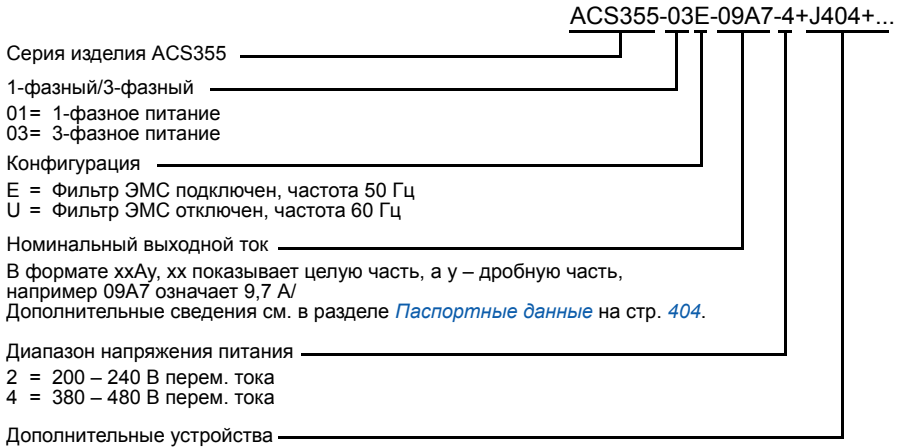 ACS355-03E-09A7-4+J404+...
Серия изделия ACS355
1-фазный/3-фазный
01= 1-фазное питание
03= 3-фазное питание
Конфигурация
E = Фильтр ЭМС подключен, частота 50 Гц
U = Фильтр ЭМС отключен, частота 60 Гц
Номинальный выходной ток
В формате xxAy, xx показывает целую часть, а y – дробную часть,
например 09A7 означает 9,7 А/
Дополнительные сведения см. в разделе Паспортные данные на стр. 404.
Диапазон напряжения питания
2 = 200 – 240 В перем. тока
4 = 380 – 480 В перем. тока
Дополнительные устройства